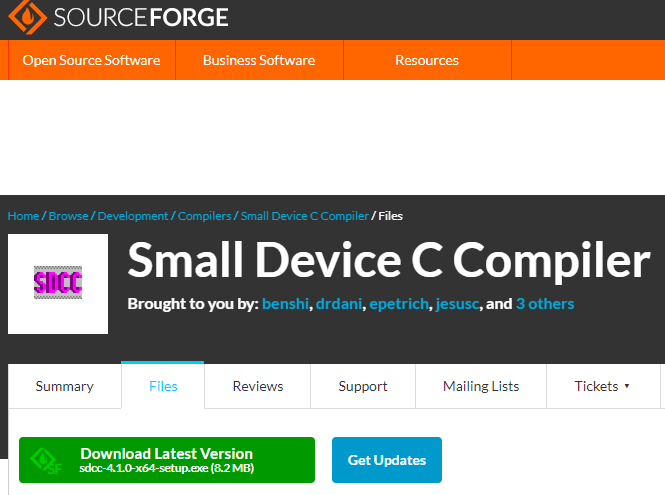 SOURCEFORGE
Open Source Software Business Software Resources
Home / Browse / Development / Compilers / Small Device C Compiler / Files
SDCC
Small Device C Compiler
Brought to you by: benshi, drdani, epetrich, jesusc, and 3 others
Summary Files Reviews Support Mailing Lists Tickets ▼
SF
Download Latest Version
sdcc-4.1.0-x64-setup.exe (8.2 MB)
Get Updates